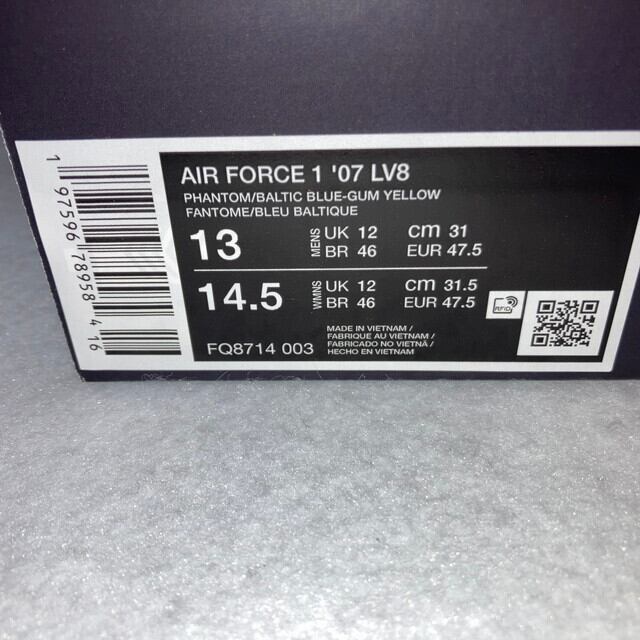 AIR FORCE 1 '07 LV8
PHANTOM/BALTIC BLUE-GUM YELLOW
FANTOME/BLEU BALTIQUE
13 MENS UK 12 cm 31
BR 46 EUR 47.5
14.5 WMNS UK 12 cm 31.5
BR 46 EUR 47.5
RFID
FQ8714 003
MADE IN VIETNAM /
FABRIQUE AU VIETNAM /
FABRICADO NO VIETNÃ /
HECHO EN VIETNAM
1 97596 78958 4 16